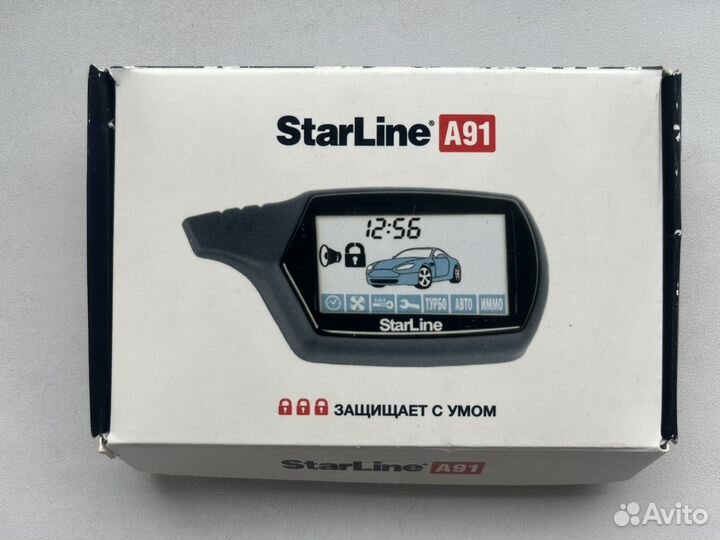 StarLine® A91
12:56
ТУРБО АВТО ИММО
StarLine
ЗАЩИЩАЕТ С УМОМ
StarLine® A91
Avito